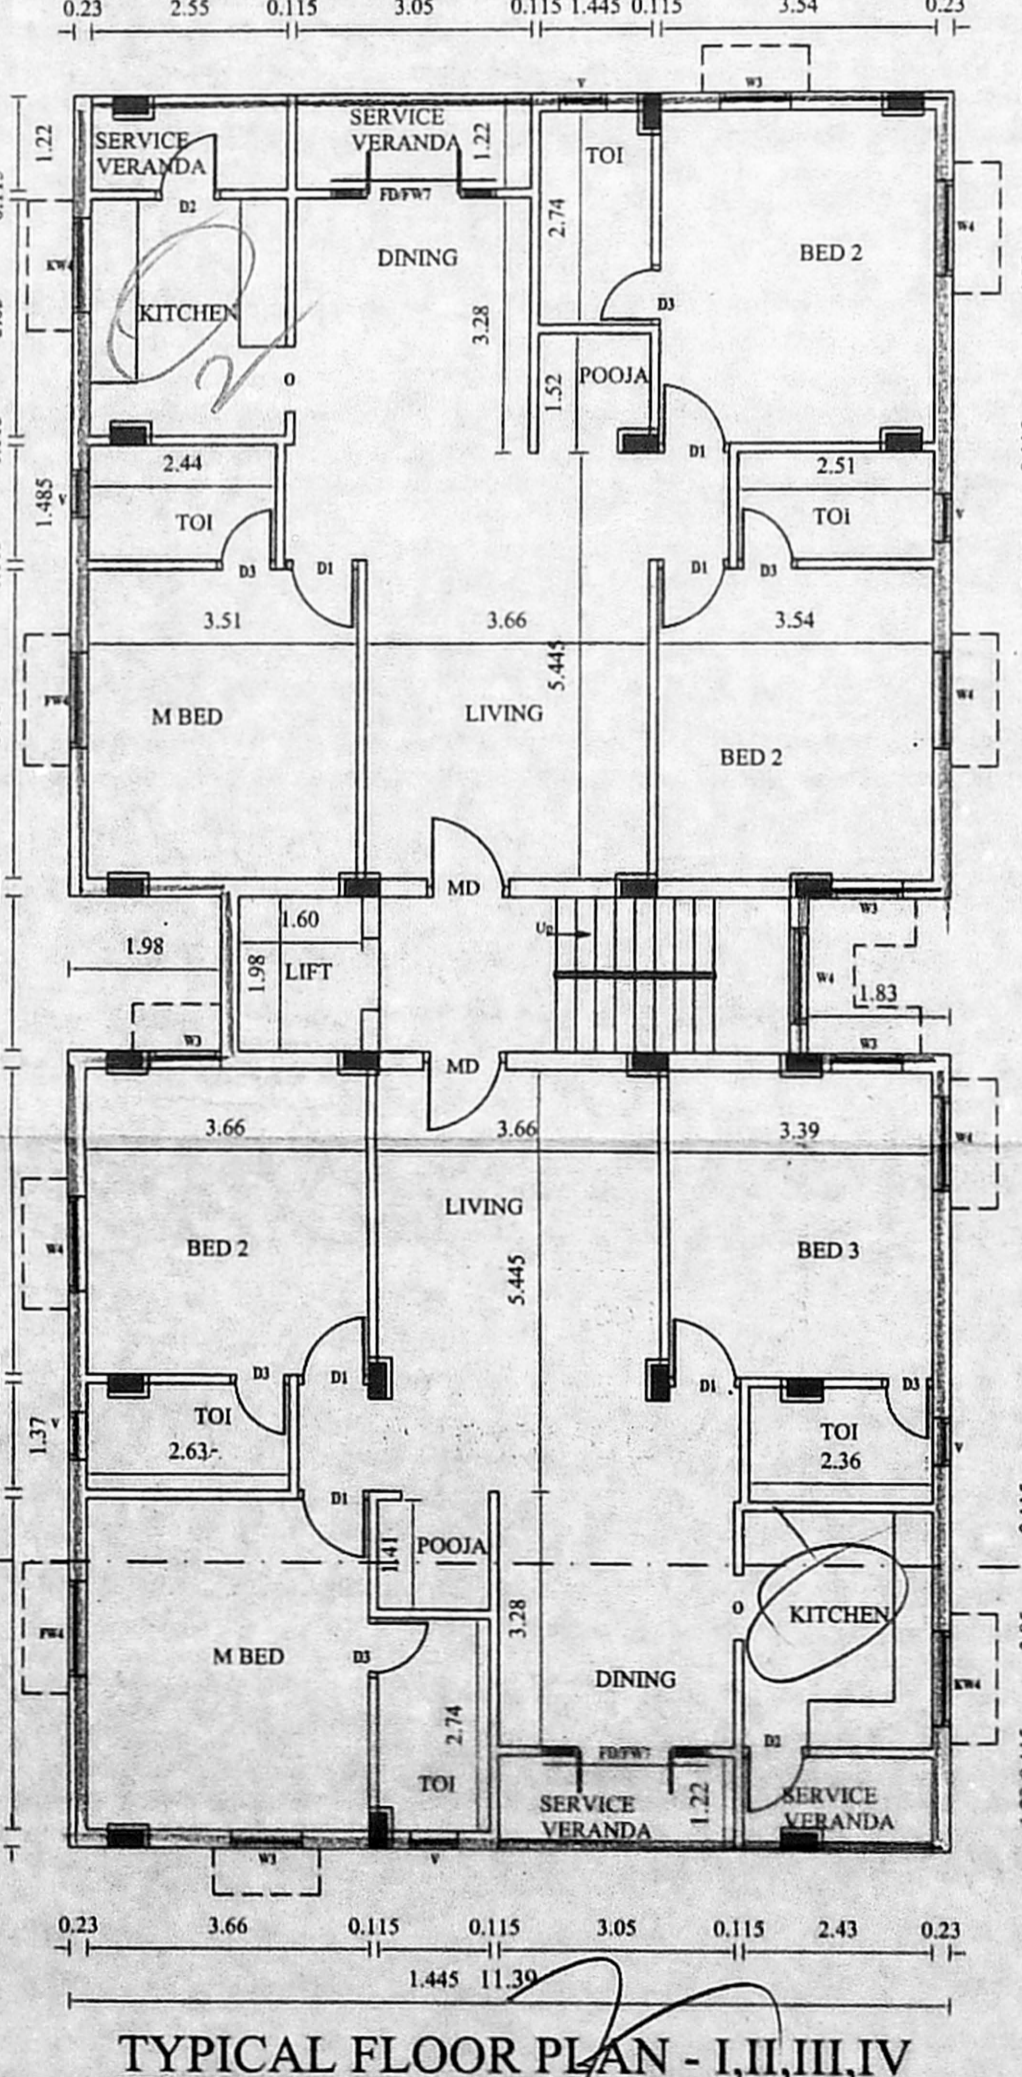 0.23 2.55 0.115 3.05 0.115 1.445 0.115 3.54 0.23
V W3
1.22
SERVICE
VERANDA
SERVICE
VERANDA
1.22
TOI
D2
FD/FW7
2.74
W4
KW4
DINING
BED 2
KITCHEN
3.28
D3
2
O
1.52
POOJA
D1
2.44
2.51
1.485
V
TOI
TOI
V
D3
D1
D1
D3
3.51
3.66
3.54
5.445
FW4
W4
M BED
LIVING
BED 2
MD
W3
1.98
1.60
1.98
LIFT
Up
W4
1.83
W3
MD
W3
3.66
3.66
3.39
W4
LIVING
W4
BED 2
BED 3
5.445
D3
D1
D1
D3
1.37
V
TOI
2.63
TOI
2.36
V
D1
1.41
POOJA
O
KITCHEN
3.28
FW4
M BED
D3
DINING
KW4
2.74
D2
FD/FW7
TOI
SERVICE
VERANDA
1.22
SERVICE
VERANDA
W3
V
0.23 3.66 0.115 0.115 3.05 0.115 2.43 0.23
1.445 11.39
TYPICAL FLOOR PLAN - I,II,III,IV